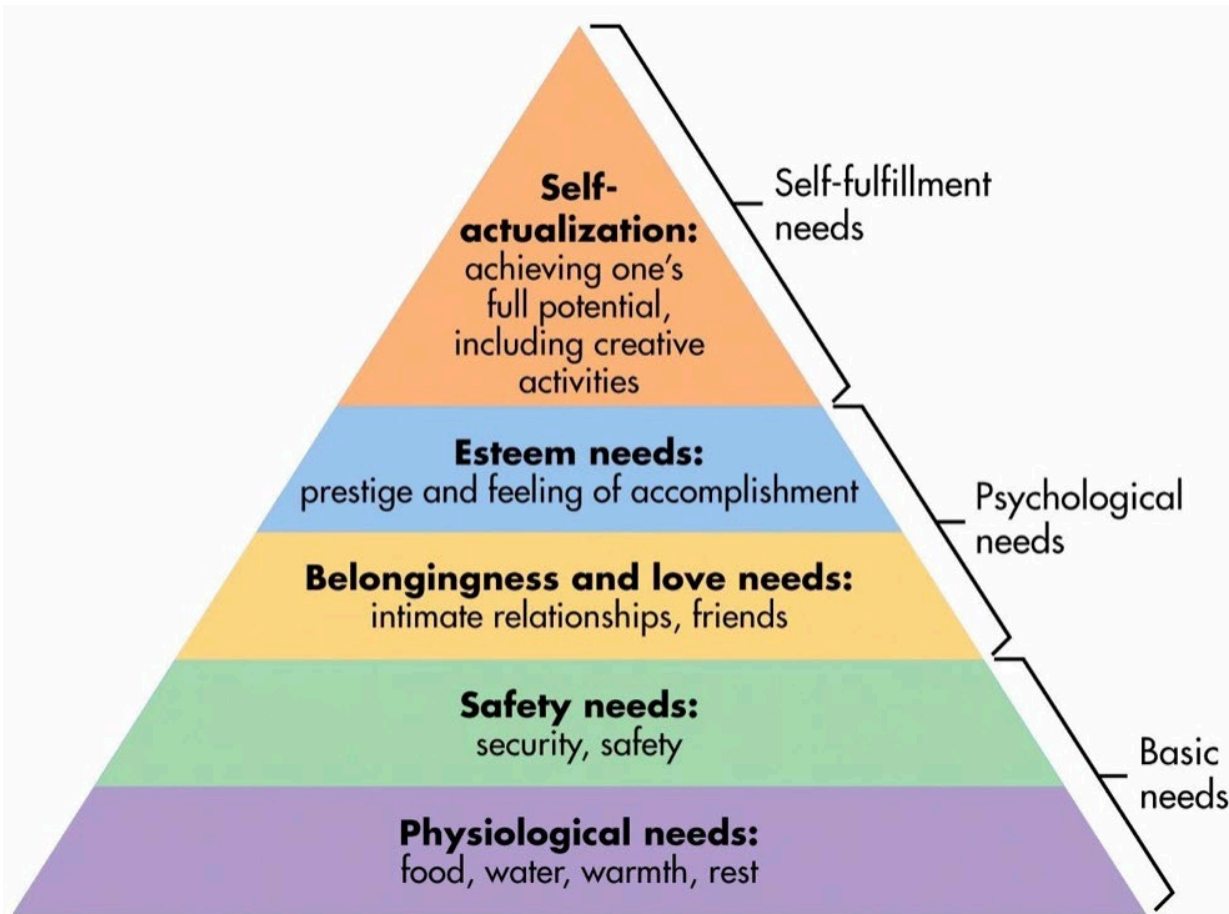 Self-
actualization:
achieving one's
full potential,
including creative
activities
Self-fulfillment
needs
Esteem needs:
prestige and feeling of accomplishment
Psychological
needs
Belongingness and love needs:
intimate relationships, friends
Safety needs:
security, safety
Basic
needs
Physiological needs:
food, water, warmth, rest